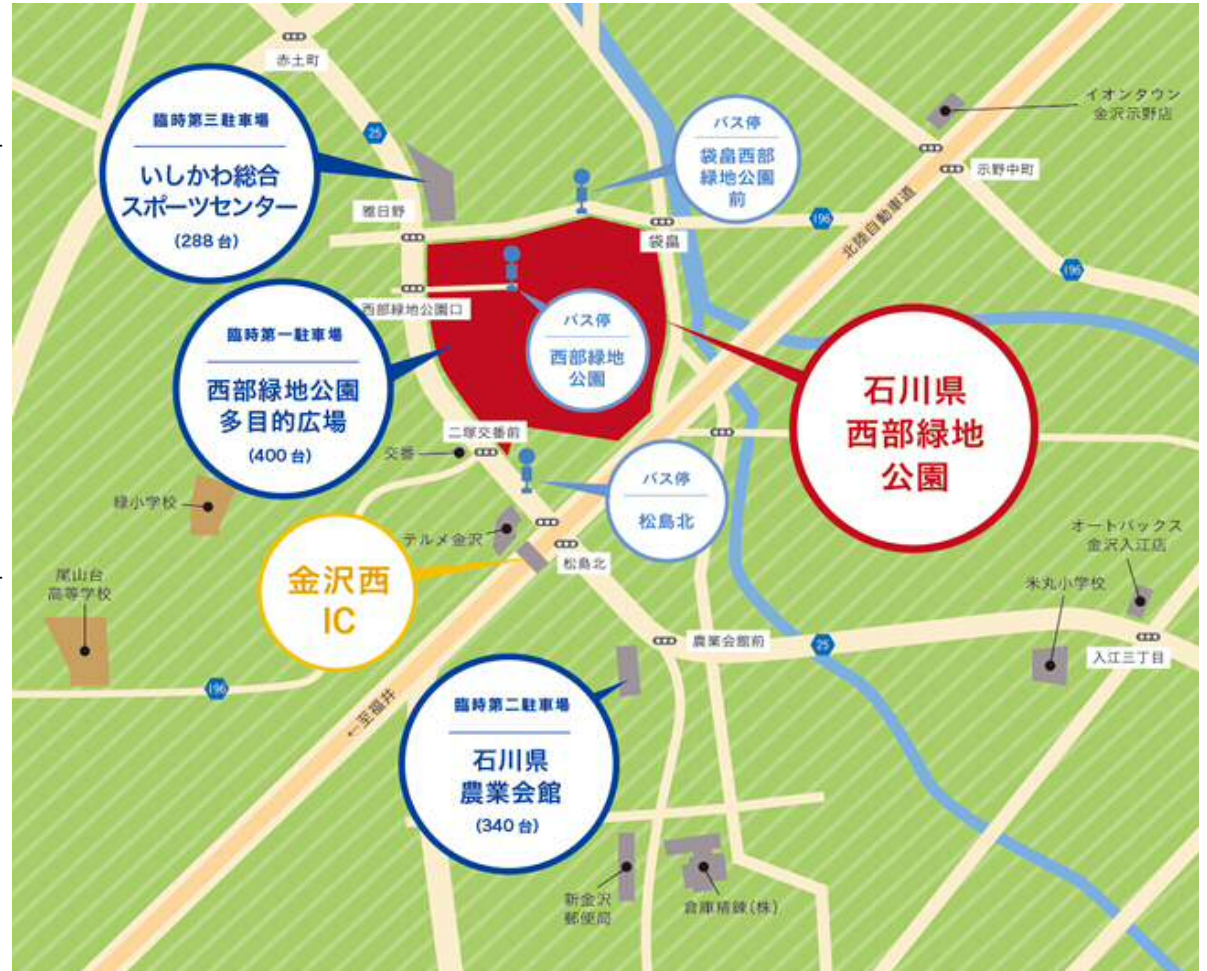 赤土町
臨時第三駐車場
いしかわ総合
スポーツセンター
(288台)
25
雅日野
バス停
袋畠西部
緑地公園
前
イオンタウン
金沢示野店
示野中町
196
北陸自動車道
袋畠
196
西部緑地公園口
臨時第一駐車場
西部緑地公園
多目的広場
(400台)
バス停
西部緑地
公園
石川県
西部緑地
公園
二塚交番前
交番
緑小学校
バス停
松島北
テルメ金沢
松島北
金沢西
IC
尾山台
高等学校
オートバックス
金沢入江店
米丸小学校
農業会館前
25
入江三丁目
196
←至福井
臨時第二駐車場
石川県
農業会館
(340台)
新金沢
郵便局
倉庫精練(株)